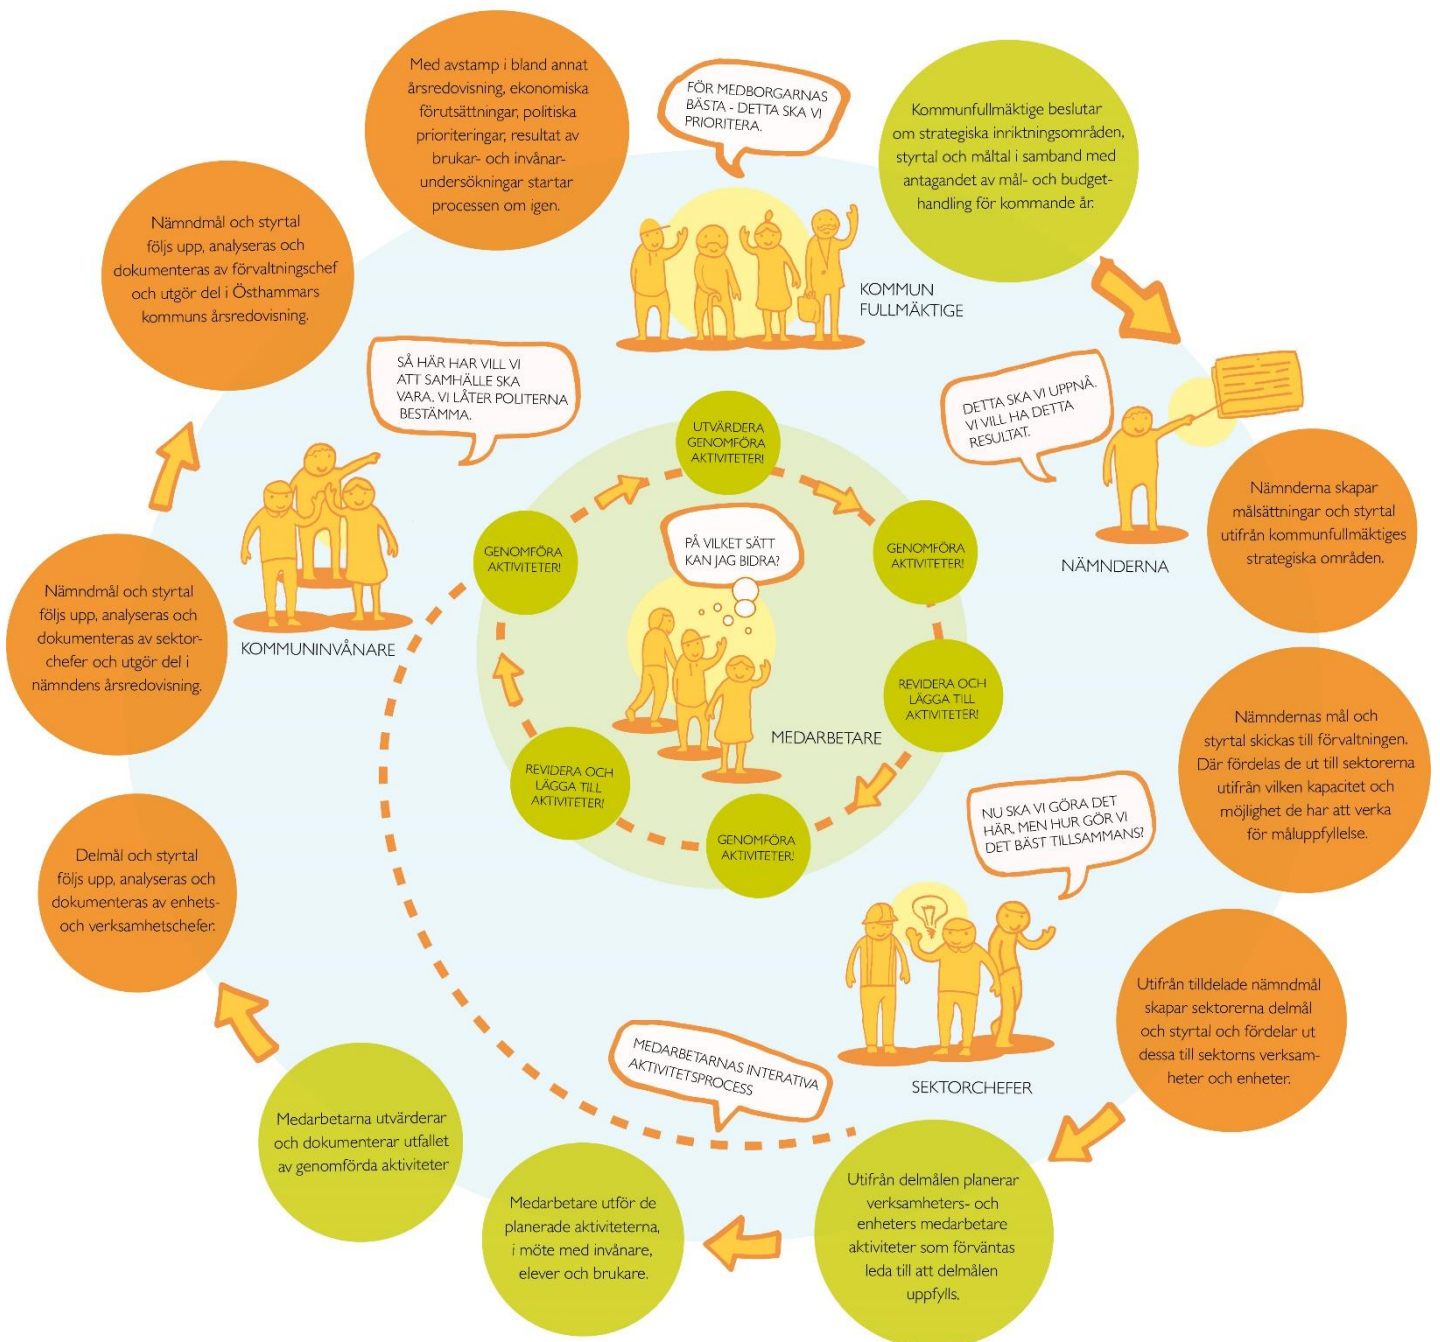 Med avstamp i bland annat
årsredovisning, ekonomiska
förutsättningar, politiska
prioriteringar, resultat av
brukar- och invånar-
undersökningar startar
processen om igen.
FÖR MEDBORGARNAS
BÄSTA - DETTA SKA VI
PRIORITERA.
Kommunfullmäktige beslutar
om strategiska inriktningsområden,
styrtal och måltal i samband med
antagandet av mål- och budget-
handling för kommande år.
KOMMUN
FULLMÄKTIGE
Nämndmål och styrtal
följs upp, analyseras och
dokumenteras av förvaltningschef
och utgör del i Östhammars
kommuns årsredovisning.
SÅ HÄR HAR VILL VI
ATT SAMHÄLLE SKA
VARA. VI LÅTER POLITERNA
BESTÄMMA.
DETTA SKA VI UPPNÅ.
VI VILL HA DETTA
RESULTAT.
NÄMNDERNA
Nämnderna skapar
målsättningar och styrtal
utifrån kommunfullmäktiges
strategiska områden.
UTVÄRDERA
GENOMFÖRA
AKTIVITETER!
GENOMFÖRA
AKTIVITETER!
PÅ VILKET SÄTT
KAN JAG BIDRA?
GENOMFÖRA
AKTIVITETER!
Nämndmål och styrtal
följs upp, analyseras och
dokumenteras av sektor-
chefer och utgör del i
nämndens årsredovisning.
KOMMUNINVÅNARE
REVIDERA OCH
LÄGGA TILL
AKTIVITETER!
MEDARBETARE
REVIDERA OCH
LÄGGA TILL
AKTIVITETER!
GENOMFÖRA
AKTIVITETER!
Nämndernas mål och
styrtal skickas till förvaltningen.
Där fördelas de ut till sektorerna
utifrån vilken kapacitet och
möjlighet de har att verka
för måluppfyllelse.
NU SKA VI GÖRA DET
HÄR, MEN HUR GÖR VI
DET BÄST TILLSAMMANS?
SEKTORCHEFER
Delmål och styrtal
följs upp, analyseras och
dokumenteras av enhets-
och verksamhetschefer.
Utifrån tilldelade nämndmål
skapar sektorerna delmål
och styrtal och fördelar ut
dessa till sektorns verksam-
heter och enheter.
MEDARBETARNAS INTERATIVA
AKTIVITETSPROCESS
Medarbetarna utvärderar
och dokumenterar utfallet
av genomförda aktiviteter
Medarbetare utför de
planerade aktiviteterna,
i möte med invånare,
elever och brukare.
Utifrån delmålen planerar
verksamheters- och
enheters medarbetare
aktiviteter som förväntas
leda till att delmålen
uppfylls.